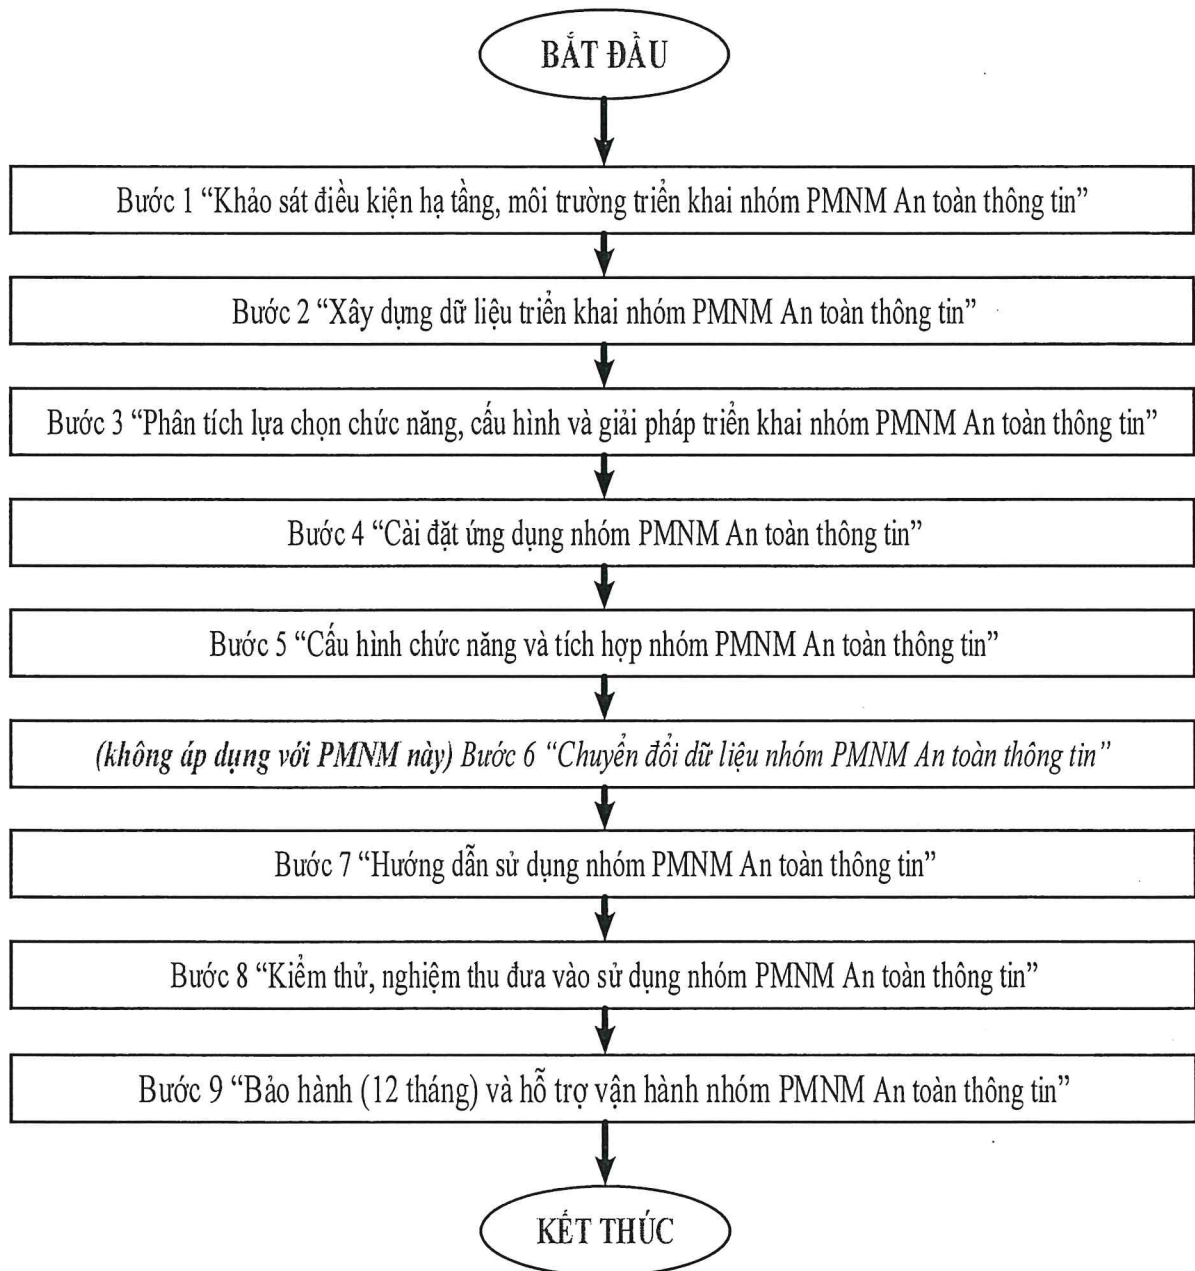 BẮT ĐẦU
Bước 1 “Khảo sát điều kiện hạ tầng, môi trường triển khai nhóm PMNM An toàn thông tin”
Bước 2 “Xây dựng dữ liệu triển khai nhóm PMNM An toàn thông tin”
Bước 3 “Phân tích lựa chọn chức năng, cấu hình và giải pháp triển khai nhóm PMNM An toàn thông tin”
Bước 4 “Cài đặt ứng dụng nhóm PMNM An toàn thông tin”
Bước 5 “Cấu hình chức năng và tích hợp nhóm PMNM An toàn thông tin”
(không áp dụng với PMNM này) Bước 6 “Chuyển đổi dữ liệu nhóm PMNM An toàn thông tin”
Bước 7 “Hướng dẫn sử dụng nhóm PMNM An toàn thông tin”
Bước 8 “Kiểm thử, nghiệm thu đưa vào sử dụng nhóm PMNM An toàn thông tin”
Bước 9 “Bảo hành (12 tháng) và hỗ trợ vận hành nhóm PMNM An toàn thông tin”
KẾT THÚC